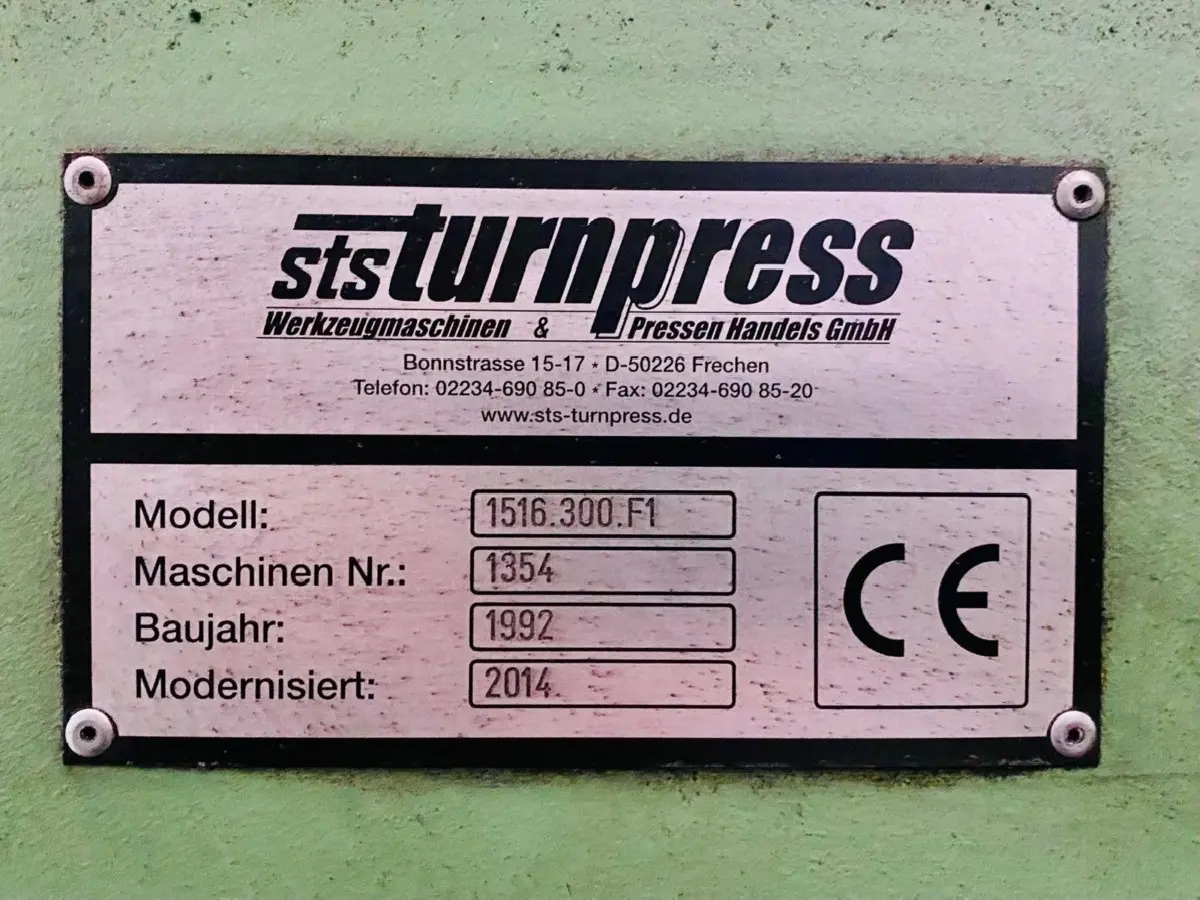 sts turnpress
Werkzeugmaschinen & Pressen Handels GmbH
Bonnstrasse 15-17 ⋆ D-50226 Frechen
Telefon: 02234-690 85-0 ⋆ Fax: 02234-690 85-20
www.sts-turnpress.de
Modell: 1516.300.F1
Maschinen Nr.: 1354
Baujahr: 1992
Modernisiert: 2014
CE